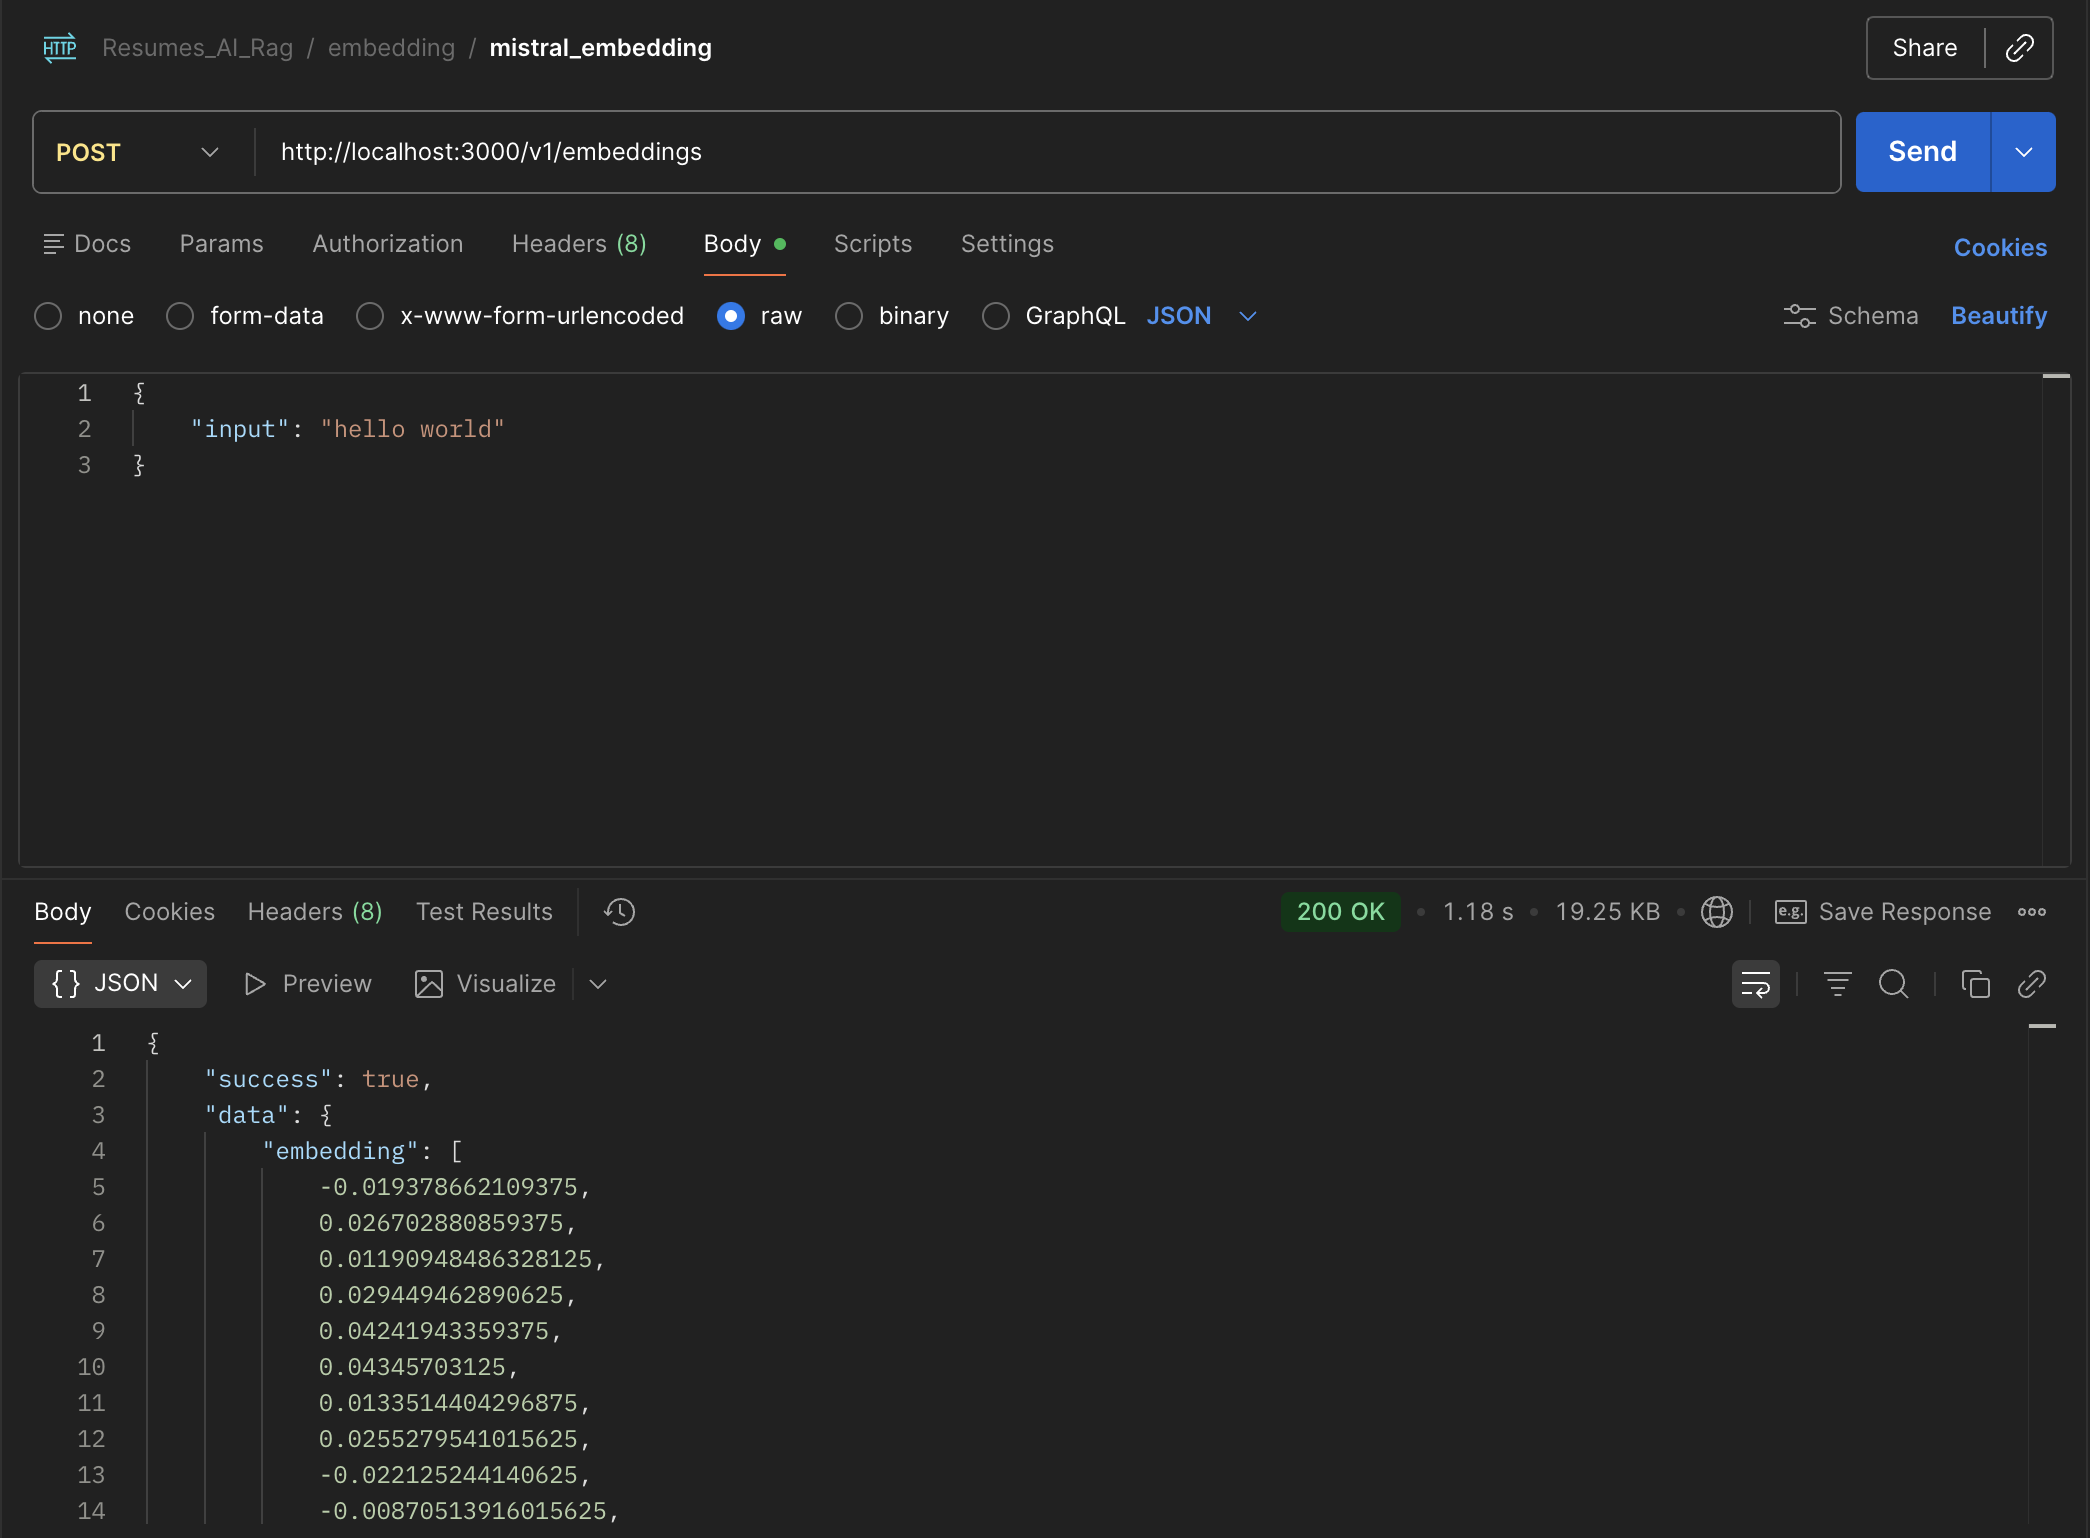 HTTP Resumes_AI_Rag / embedding / mistral_embedding Share
POST http://localhost:3000/v1/embeddings Send
Docs Params Authorization Headers (8) Body Scripts Settings Cookies
none form-data x-www-form-urlencoded raw binary GraphQL JSON Schema Beautify
1 {
2 "input": "hello world"
3 }
Body Cookies Headers (8) Test Results 200 OK • 1.18 s • 19.25 KB • e.g. Save Response
{} JSON Preview Visualize
1 {
2 "success": true,
3 "data": {
4 "embedding": [
5 -0.019378662109375,
6 0.026702880859375,
7 0.01190948486328125,
8 0.029449462890625,
9 0.04241943359375,
10 0.04345703125,
11 0.0133514404296875,
12 0.0255279541015625,
13 -0.022125244140625,
14 -0.00870513916015625,